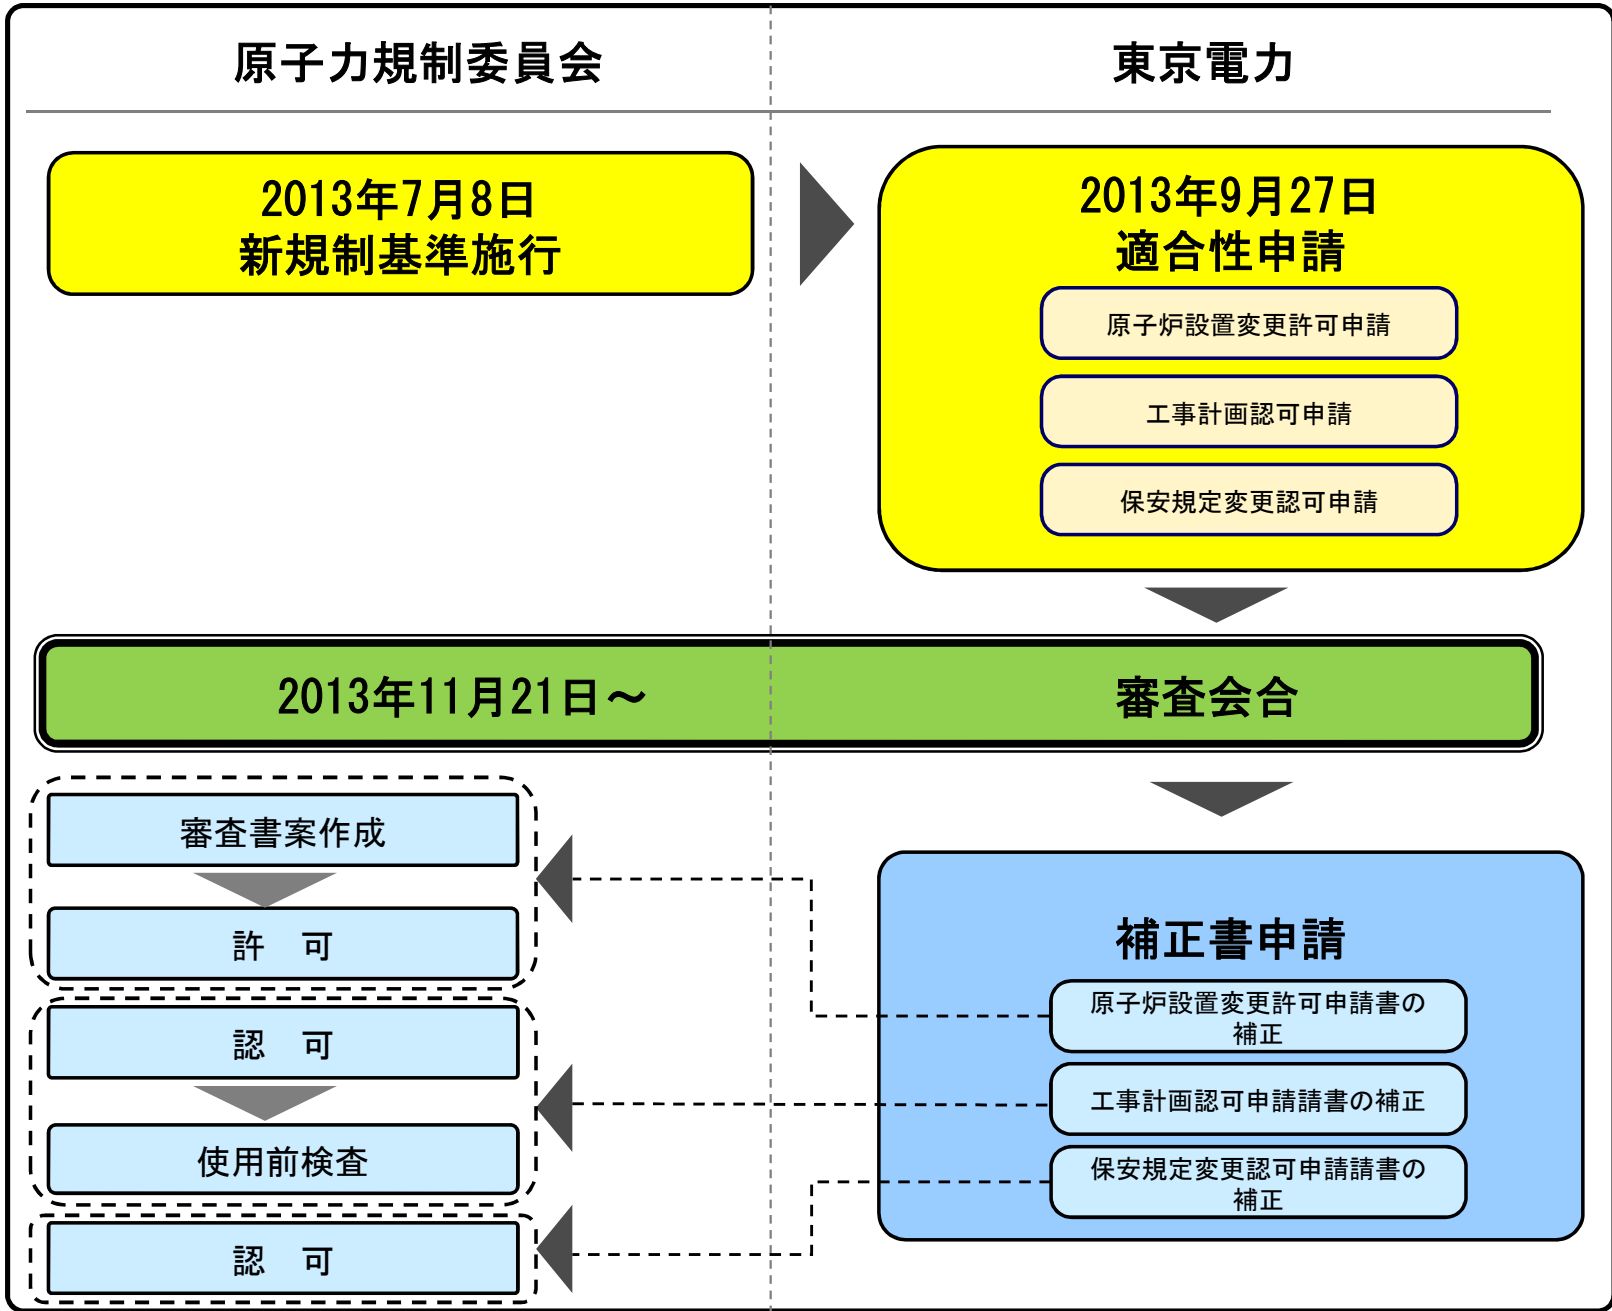 原子力規制委員会
東京電力
2013年7月8日
新規制基準施行
2013年9月27日
適合性申請
原子炉設置変更許可申請
工事計画認可申請
保安規定変更認可申請
2013年11月21日～
審査会合
審査書案作成
許　可
認　可
使用前検査
認　可
補正書申請
原子炉設置変更許可申請書の
補正
工事計画認可申請請書の補正
保安規定変更認可申請請書の
補正